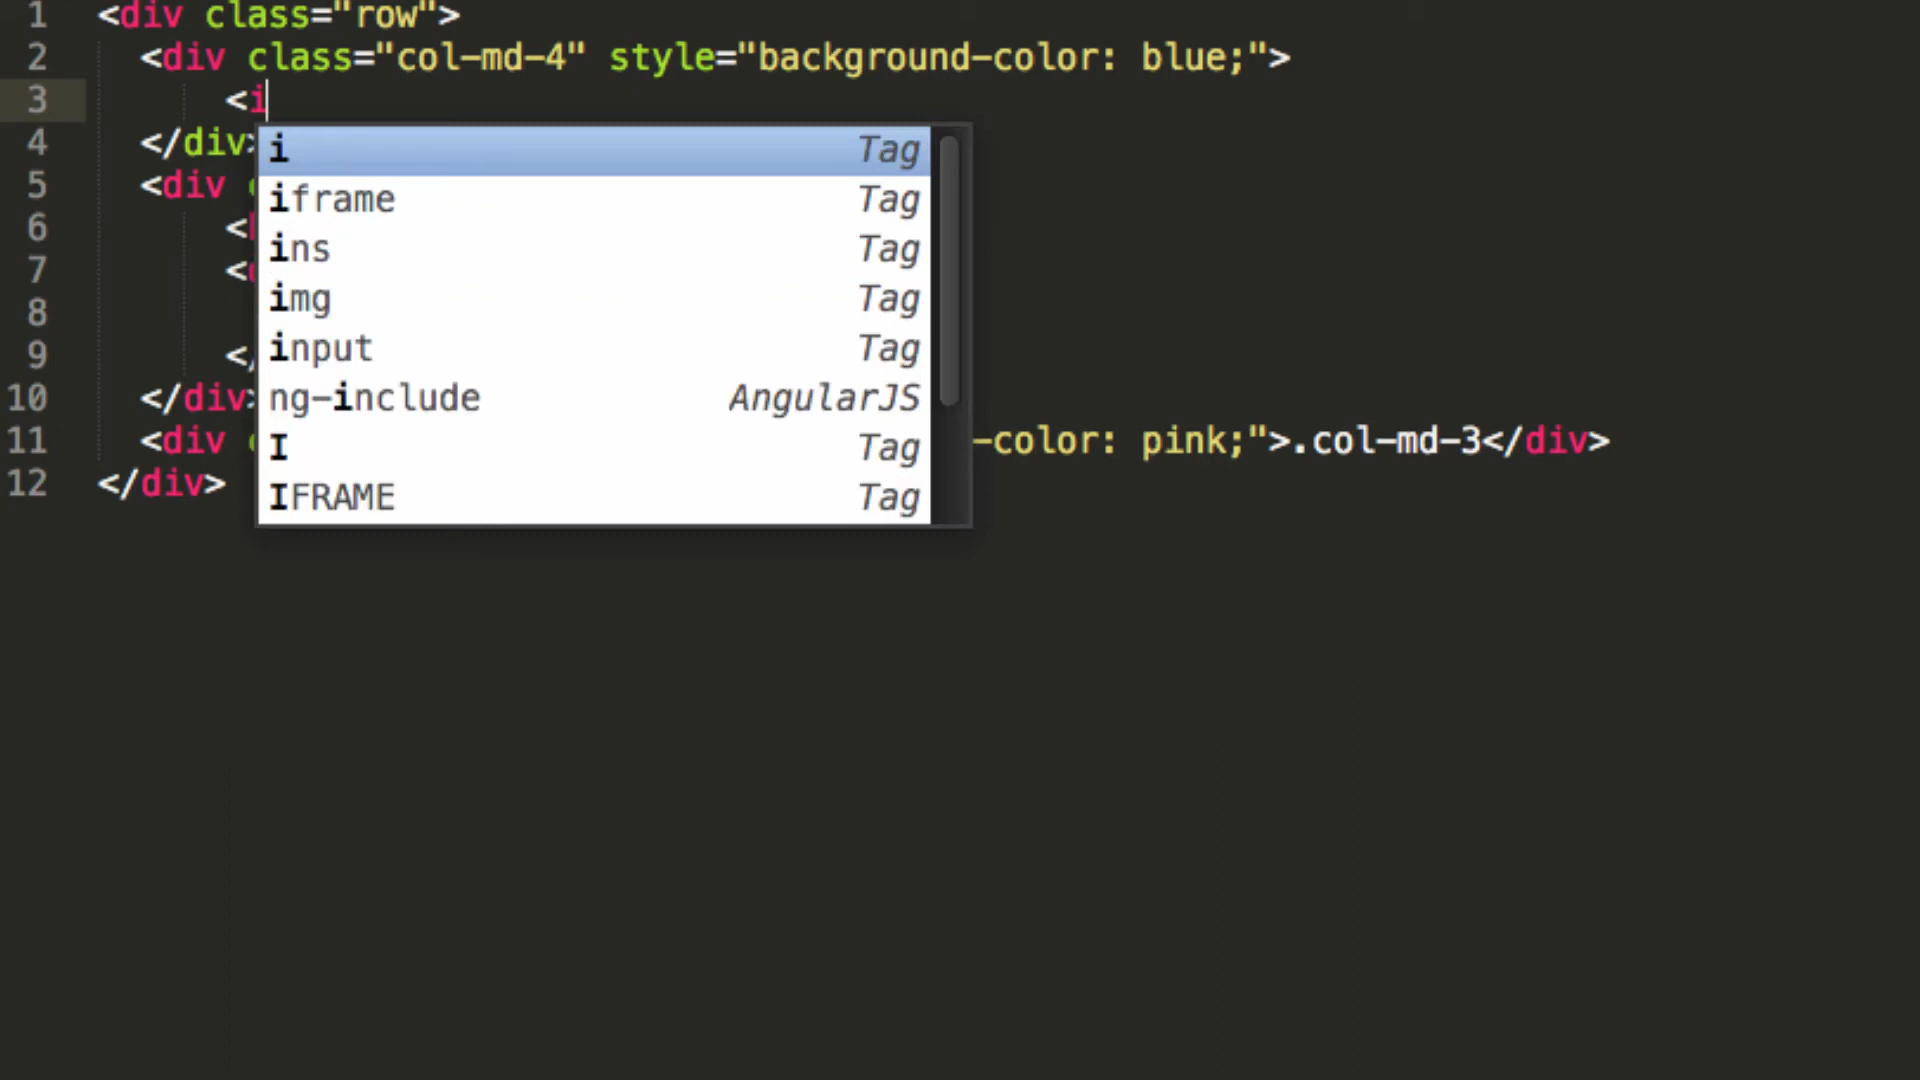 1 <div class="row">
2 <div class="col-md-4" style="background-color: blue;">
3 <i
4 </div>
i Tag
5 <div
iframe Tag
6 <
ins Tag
7 <
img Tag
8
input Tag
9 </
10 </div>
ng-include AngularJS
11 <div -color: pink;">.col-md-3</div>
I Tag
12 </div>
IFRAME Tag